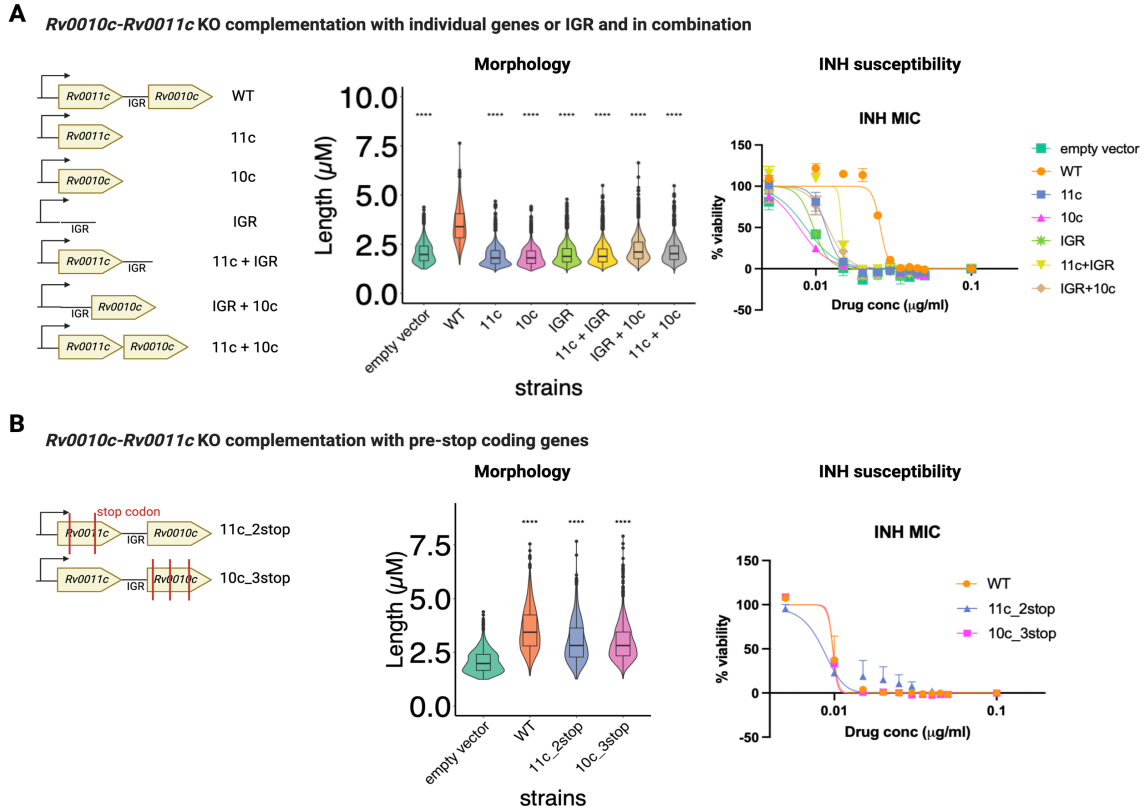 A
Rv0010c-Rv0011c KO complementation with individual genes or IGR and in combination
Rv0011c
IGR
Rv0010c
WT
Rv0011c
11c
Rv0010c
10c
IGR
IGR
Rv0011c
IGR
11c + IGR
IGR
Rv0010c
IGR + 10c
Rv0011c
Rv0010c
11c + 10c
Morphology
Length (µM)
10.0
7.5
5.0
2.5
0.0
**** **** **** **** **** **** ****
empty vector
WT
11c
10c
IGR
11c + IGR
IGR + 10c
11c + 10c
strains
INH susceptibility
INH MIC
% viability
150
100
50
0
-50
0.01
0.1
Drug conc (µg/ml)
empty vector
WT
11c
10c
IGR
11c+IGR
IGR+10c
B
Rv0010c-Rv0011c KO complementation with pre-stop coding genes
stop codon
Rv0011c
IGR
Rv0010c
11c_2stop
Rv0011c
IGR
Rv0010c
10c_3stop
Morphology
Length (µM)
7.5
5.0
2.5
0.0
**** **** ****
empty vector
WT
11c_2stop
10c_3stop
strains
INH susceptibility
INH MIC
% viability
150
100
50
0
-50
0.01
0.1
Drug conc (µg/ml)
WT
11c_2stop
10c_3stop